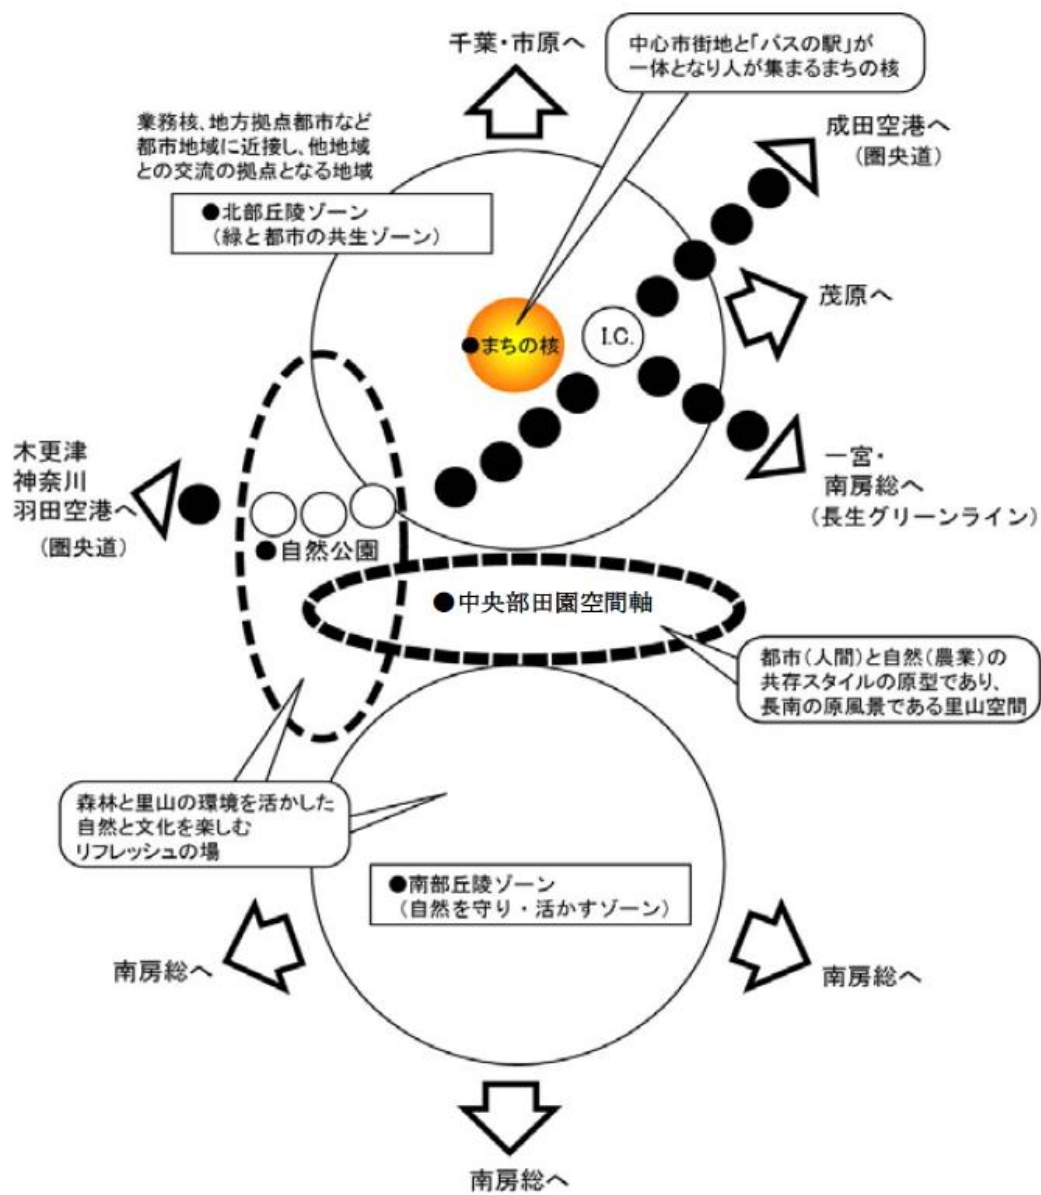 千葉・市原へ
中心市街地と「バスの駅」が
一体となり人が集まるまちの核
業務核、地方拠点都市など
都市地域に近接し、他地域
との交流の拠点となる地域
成田空港へ
（圏央道）
●北部丘陵ゾーン
（緑と都市の共生ゾーン）
茂原へ
I.C.
●まちの核
木更津
神奈川
羽田空港へ
（圏央道）
一宮・
南房総へ
（長生グリーンライン）
●自然公園
●中央部田園空間軸
都市（人間）と自然（農業）の
共存スタイルの原型であり、
長南の原風景である里山空間
森林と里山の環境を活かした
自然と文化を楽しむ
リフレッシュの場
●南部丘陵ゾーン
（自然を守り・活かすゾーン）
南房総へ
南房総へ
南房総へ